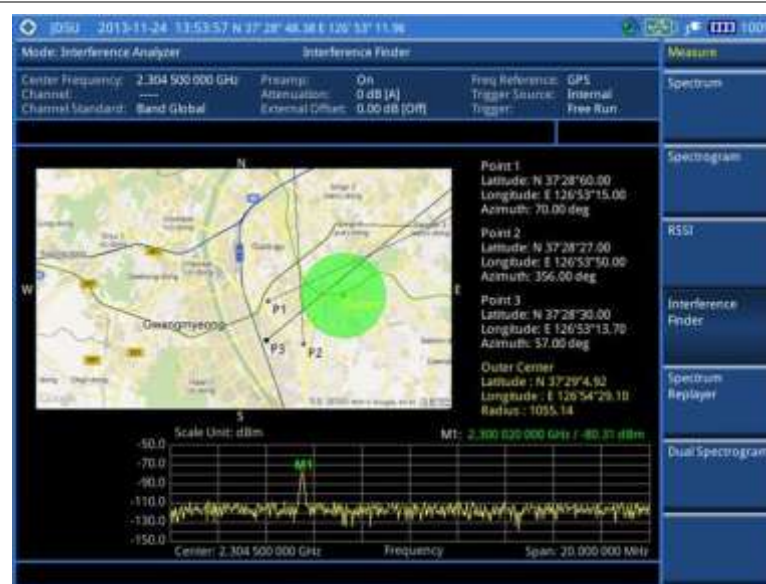 JDSU 2013-11-24 13:53:57 N 37°28" 48.38 E 126° 53" 11.96 100%
Mode: Interference Analyzer Interference Finder
Measure
Center Frequency: 2.304 500 000 GHz Preamp: On Freq Reference: GPS
Channel: ---- Attenuation: 0 dB [A] Trigger Source: Internal
Channel Standard: Band Global External Offset: 0.00 dB [Off] Trigger: Free Run
Spectrum
Spectrogram
RSSI
Interference
Finder
Spectrum
Replayer
Dual Spectrogram
N
W
E
S
Gwangmyeong
P1
P3
P2
Point 1
Latitude: N 37°28"60.00
Longitude: E 126°53"15.00
Azimuth: 70.00 deg
Point 2
Latitude: N 37°28"27.00
Longitude: E 126°53"50.00
Azimuth: 356.00 deg
Point 3
Latitude: N 37°28"30.00
Longitude: E 126°53"13.70
Azimuth: 57.00 deg
Outer Center
Latitude : N 37°29"4.92
Longitude : E 126°54"29.10
Radius : 1055.14
Scale Unit: dBm M1: 2.300 020 000 GHz / -80.31 dBm
-50.0
-70.0
M1
-90.0
-110.0
-130.0
-150.0
Center: 2.304 500 000 GHz Frequency Span: 20.000 000 MHz